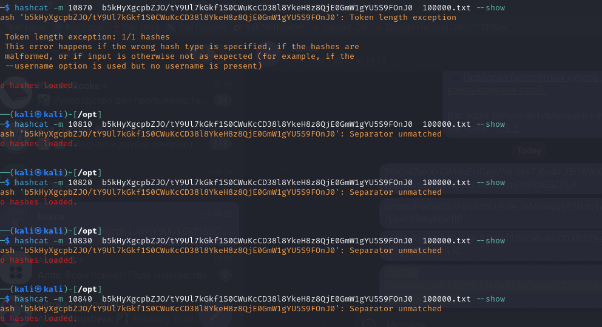 $ hashcat -m 10870 b5kHyXgcpbZJO/tY9Ul7kGkf1S0CWuKcCD38l8YkeH8z8QjE0GmW1gYU5S9FOnJ0 100000.txt --show
ash 'b5kHyXgcpbZJO/tY9Ul7kGkf1S0CWuKcCD38l8YkeH8z8QjE0GmW1gYU5S9FOnJ0': Token length exception
Token length exception: 1/1 hashes
This error happens if the wrong hash type is specified, if the hashes are
malformed, or if input is otherwise not as expected (for example, if the
--username option is used but no username is present)
o hashes loaded.
(kali㉿kali)-[/opt]
$ hashcat -m 10810 b5kHyXgcpbZJO/tY9Ul7kGkf1S0CWuKcCD38l8YkeH8z8QjE0GmW1gYU5S9FOnJ0 100000.txt --show
ash 'b5kHyXgcpbZJO/tY9Ul7kGkf1S0CWuKcCD38l8YkeH8z8QjE0GmW1gYU5S9FOnJ0': Separator unmatched
o hashes loaded.
(kali㉿kali)-[/opt]
$ hashcat -m 10820 b5kHyXgcpbZJO/tY9Ul7kGkf1S0CWuKcCD38l8YkeH8z8QjE0GmW1gYU5S9FOnJ0 100000.txt --show
ash 'b5kHyXgcpbZJO/tY9Ul7kGkf1S0CWuKcCD38l8YkeH8z8QjE0GmW1gYU5S9FOnJ0': Separator unmatched
o hashes loaded.
(kali㉿kali)-[/opt]
$ hashcat -m 10830 b5kHyXgcpbZJO/tY9Ul7kGkf1S0CWuKcCD38l8YkeH8z8QjE0GmW1gYU5S9FOnJ0 100000.txt --show
ash 'b5kHyXgcpbZJO/tY9Ul7kGkf1S0CWuKcCD38l8YkeH8z8QjE0GmW1gYU5S9FOnJ0': Separator unmatched
o hashes loaded.
(kali㉿kali)-[/opt]
$ hashcat -m 10840 b5kHyXgcpbZJO/tY9Ul7kGkf1S0CWuKcCD38l8YkeH8z8QjE0GmW1gYU5S9FOnJ0 100000.txt --show
ash 'b5kHyXgcpbZJO/tY9Ul7kGkf1S0CWuKcCD38l8YkeH8z8QjE0GmW1gYU5S9FOnJ0': Separator unmatched
o hashes loaded.
Today